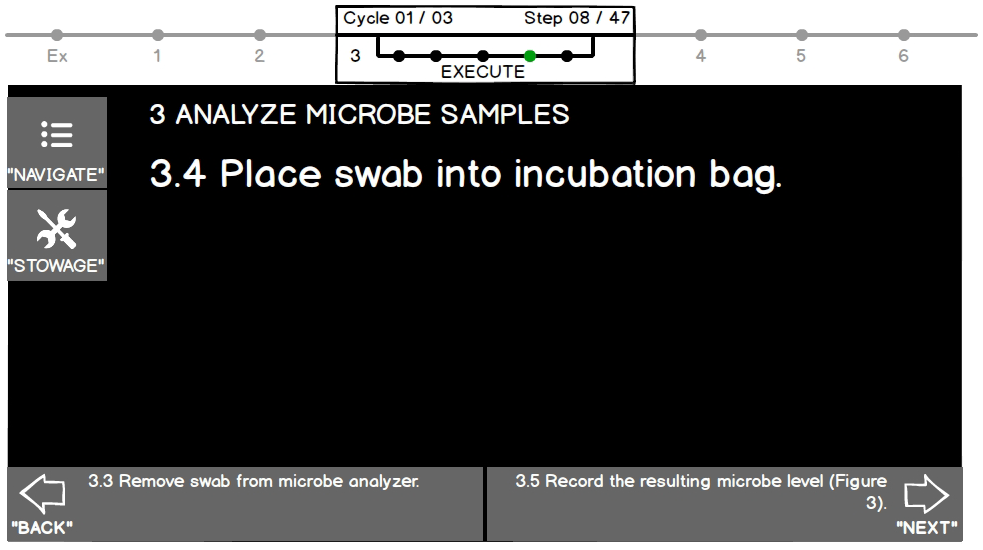 Cycle 01 / 03 Step 08 / 47
Ex 1 2 3 4 5 6
EXECUTE
3 ANALYZE MICROBE SAMPLES
"NAVIGATE"
3.4 Place swab into incubation bag.
"STOWAGE"
3.3 Remove swab from microbe analyzer.
"BACK"
3.5 Record the resulting microbe level (Figure
3).
"NEXT"